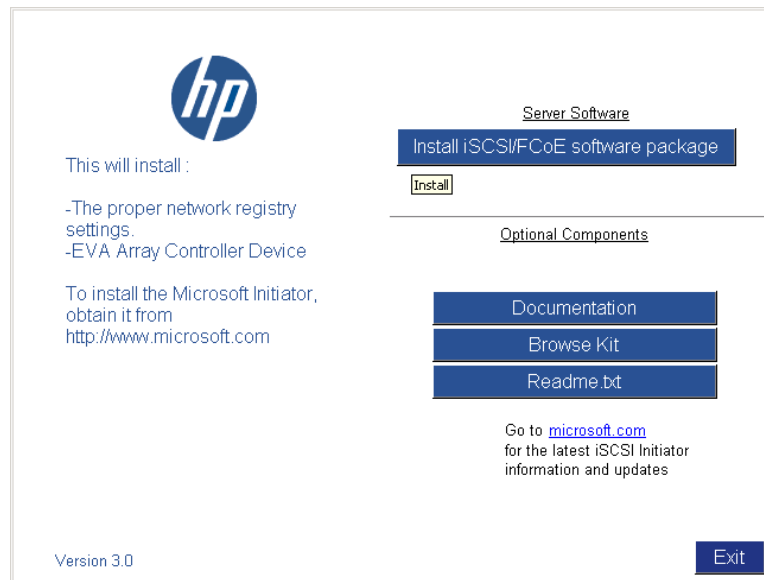 hp
This will install :
-The proper network registry
settings.
-EVA Array Controller Device
To install the Microsoft Initiator,
obtain it from
http://www.microsoft.com
Server Software
Install iSCSI/FCoE software package
Install
Optional Components
Documentation
Browse Kit
Readme.txt
Go to microsoft.com
for the latest iSCSI Initiator
information and updates
Version 3.0
Exit